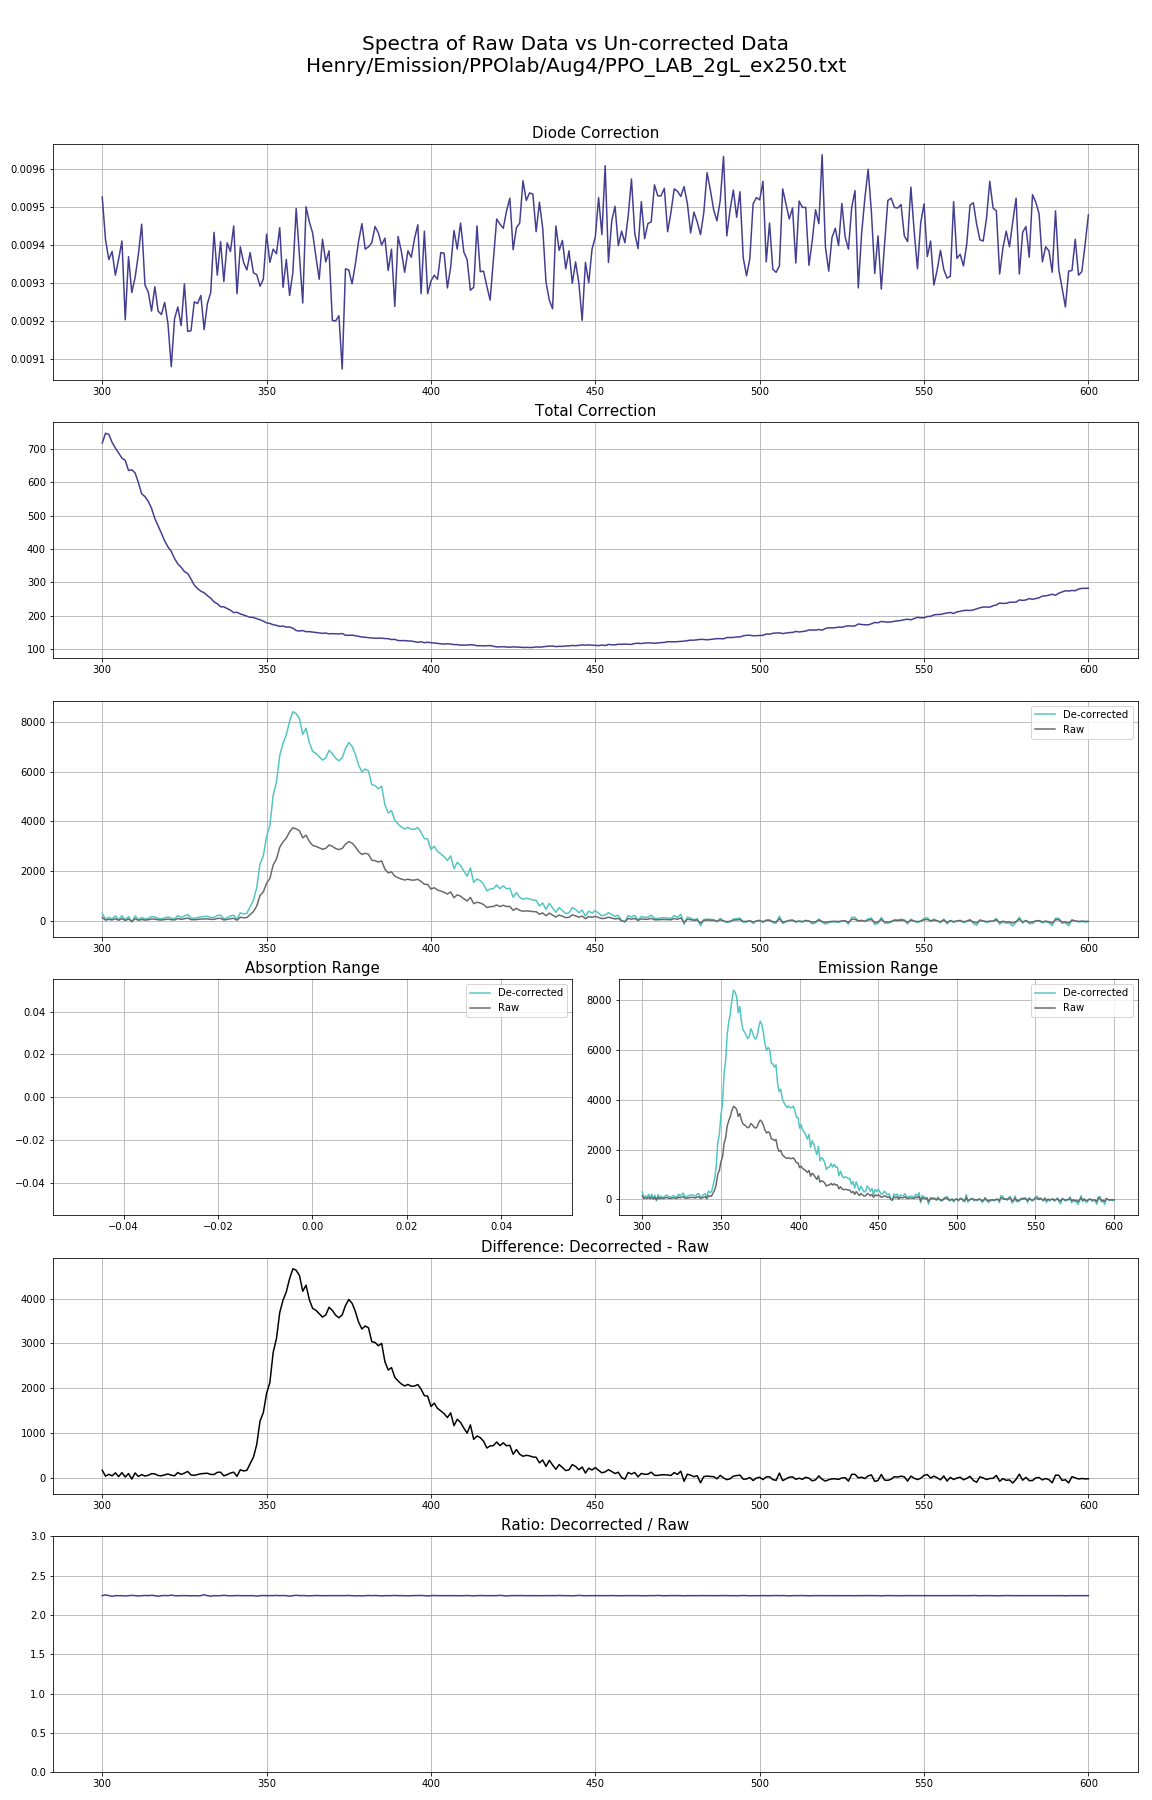 Spectra of Raw Data vs Un-corrected Data
Henry/Emission/PPOlab/Aug4/PPO_LAB_2gL_ex250.txt
Diode Correction
0.0096
0.0095
0.0094
0.0093
0.0092
0.0091
300 350 400 450 500 550 600
Total Correction
700
600
500
400
300
200
100
300 350 400 450 500 550 600
8000
6000
4000
2000
0
De-corrected
Raw
300 350 400 450 500 550 600
Absorption Range
0.04
0.02
0.00
−0.02
−0.04
De-corrected
Raw
−0.04 −0.02 0.00 0.02 0.04
Emission Range
8000
6000
4000
2000
0
De-corrected
Raw
300 350 400 450 500 550 600
Difference: Decorrected - Raw
4000
3000
2000
1000
0
300 350 400 450 500 550 600
Ratio: Decorrected / Raw
3.0
2.5
2.0
1.5
1.0
0.5
0.0
300 350 400 450 500 550 600